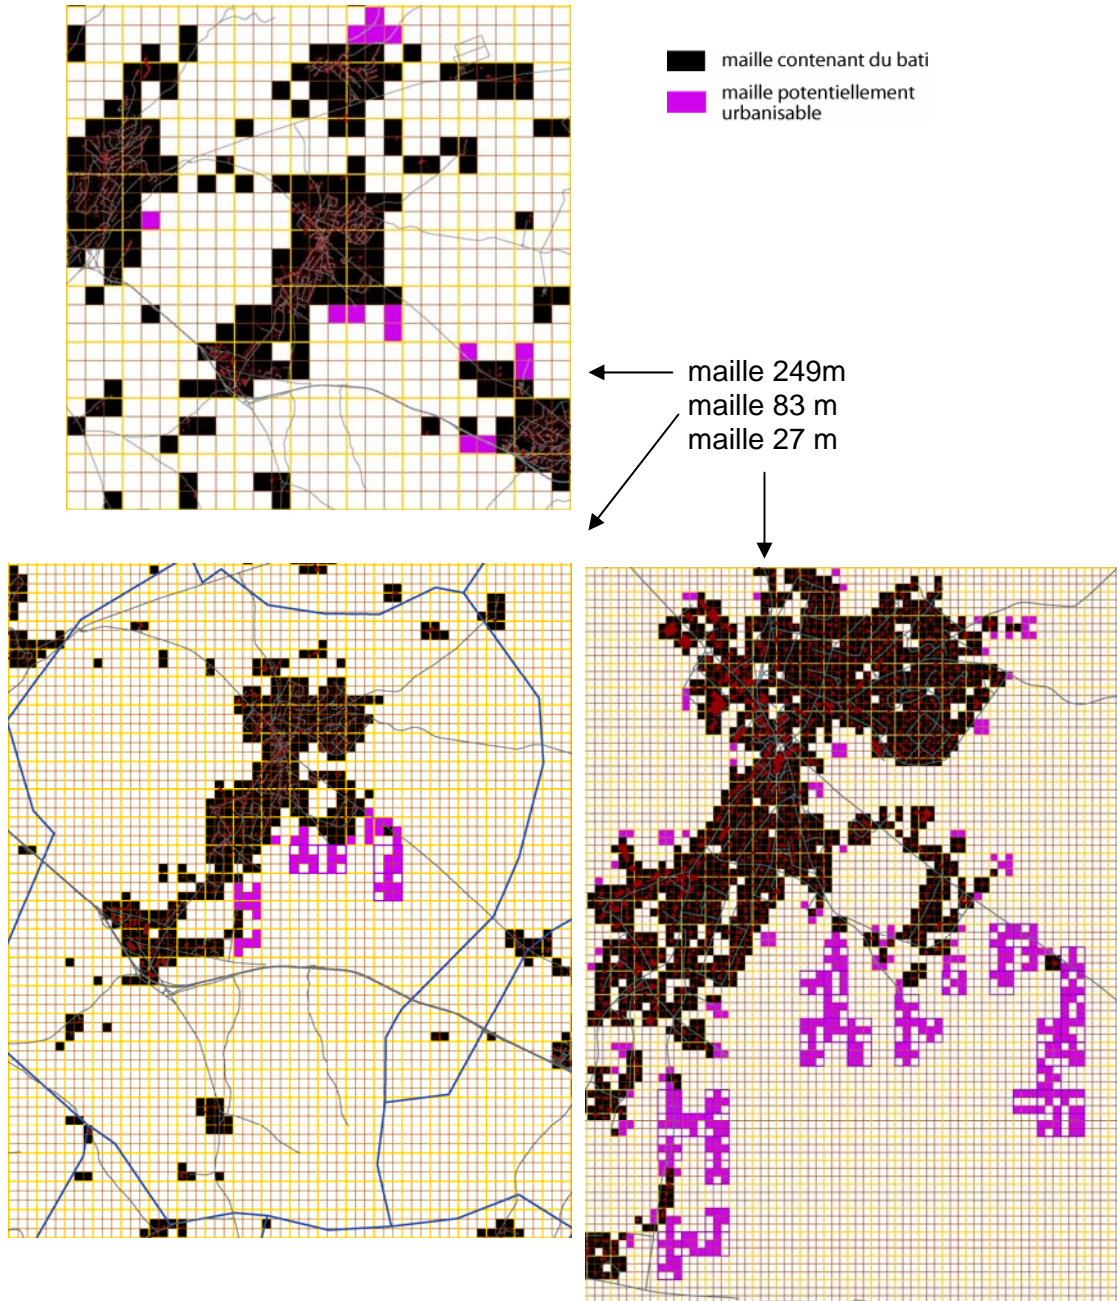 maille contenant du bati
maille potentiellement
urbanisable
maille 249m
maille 83 m
maille 27 m